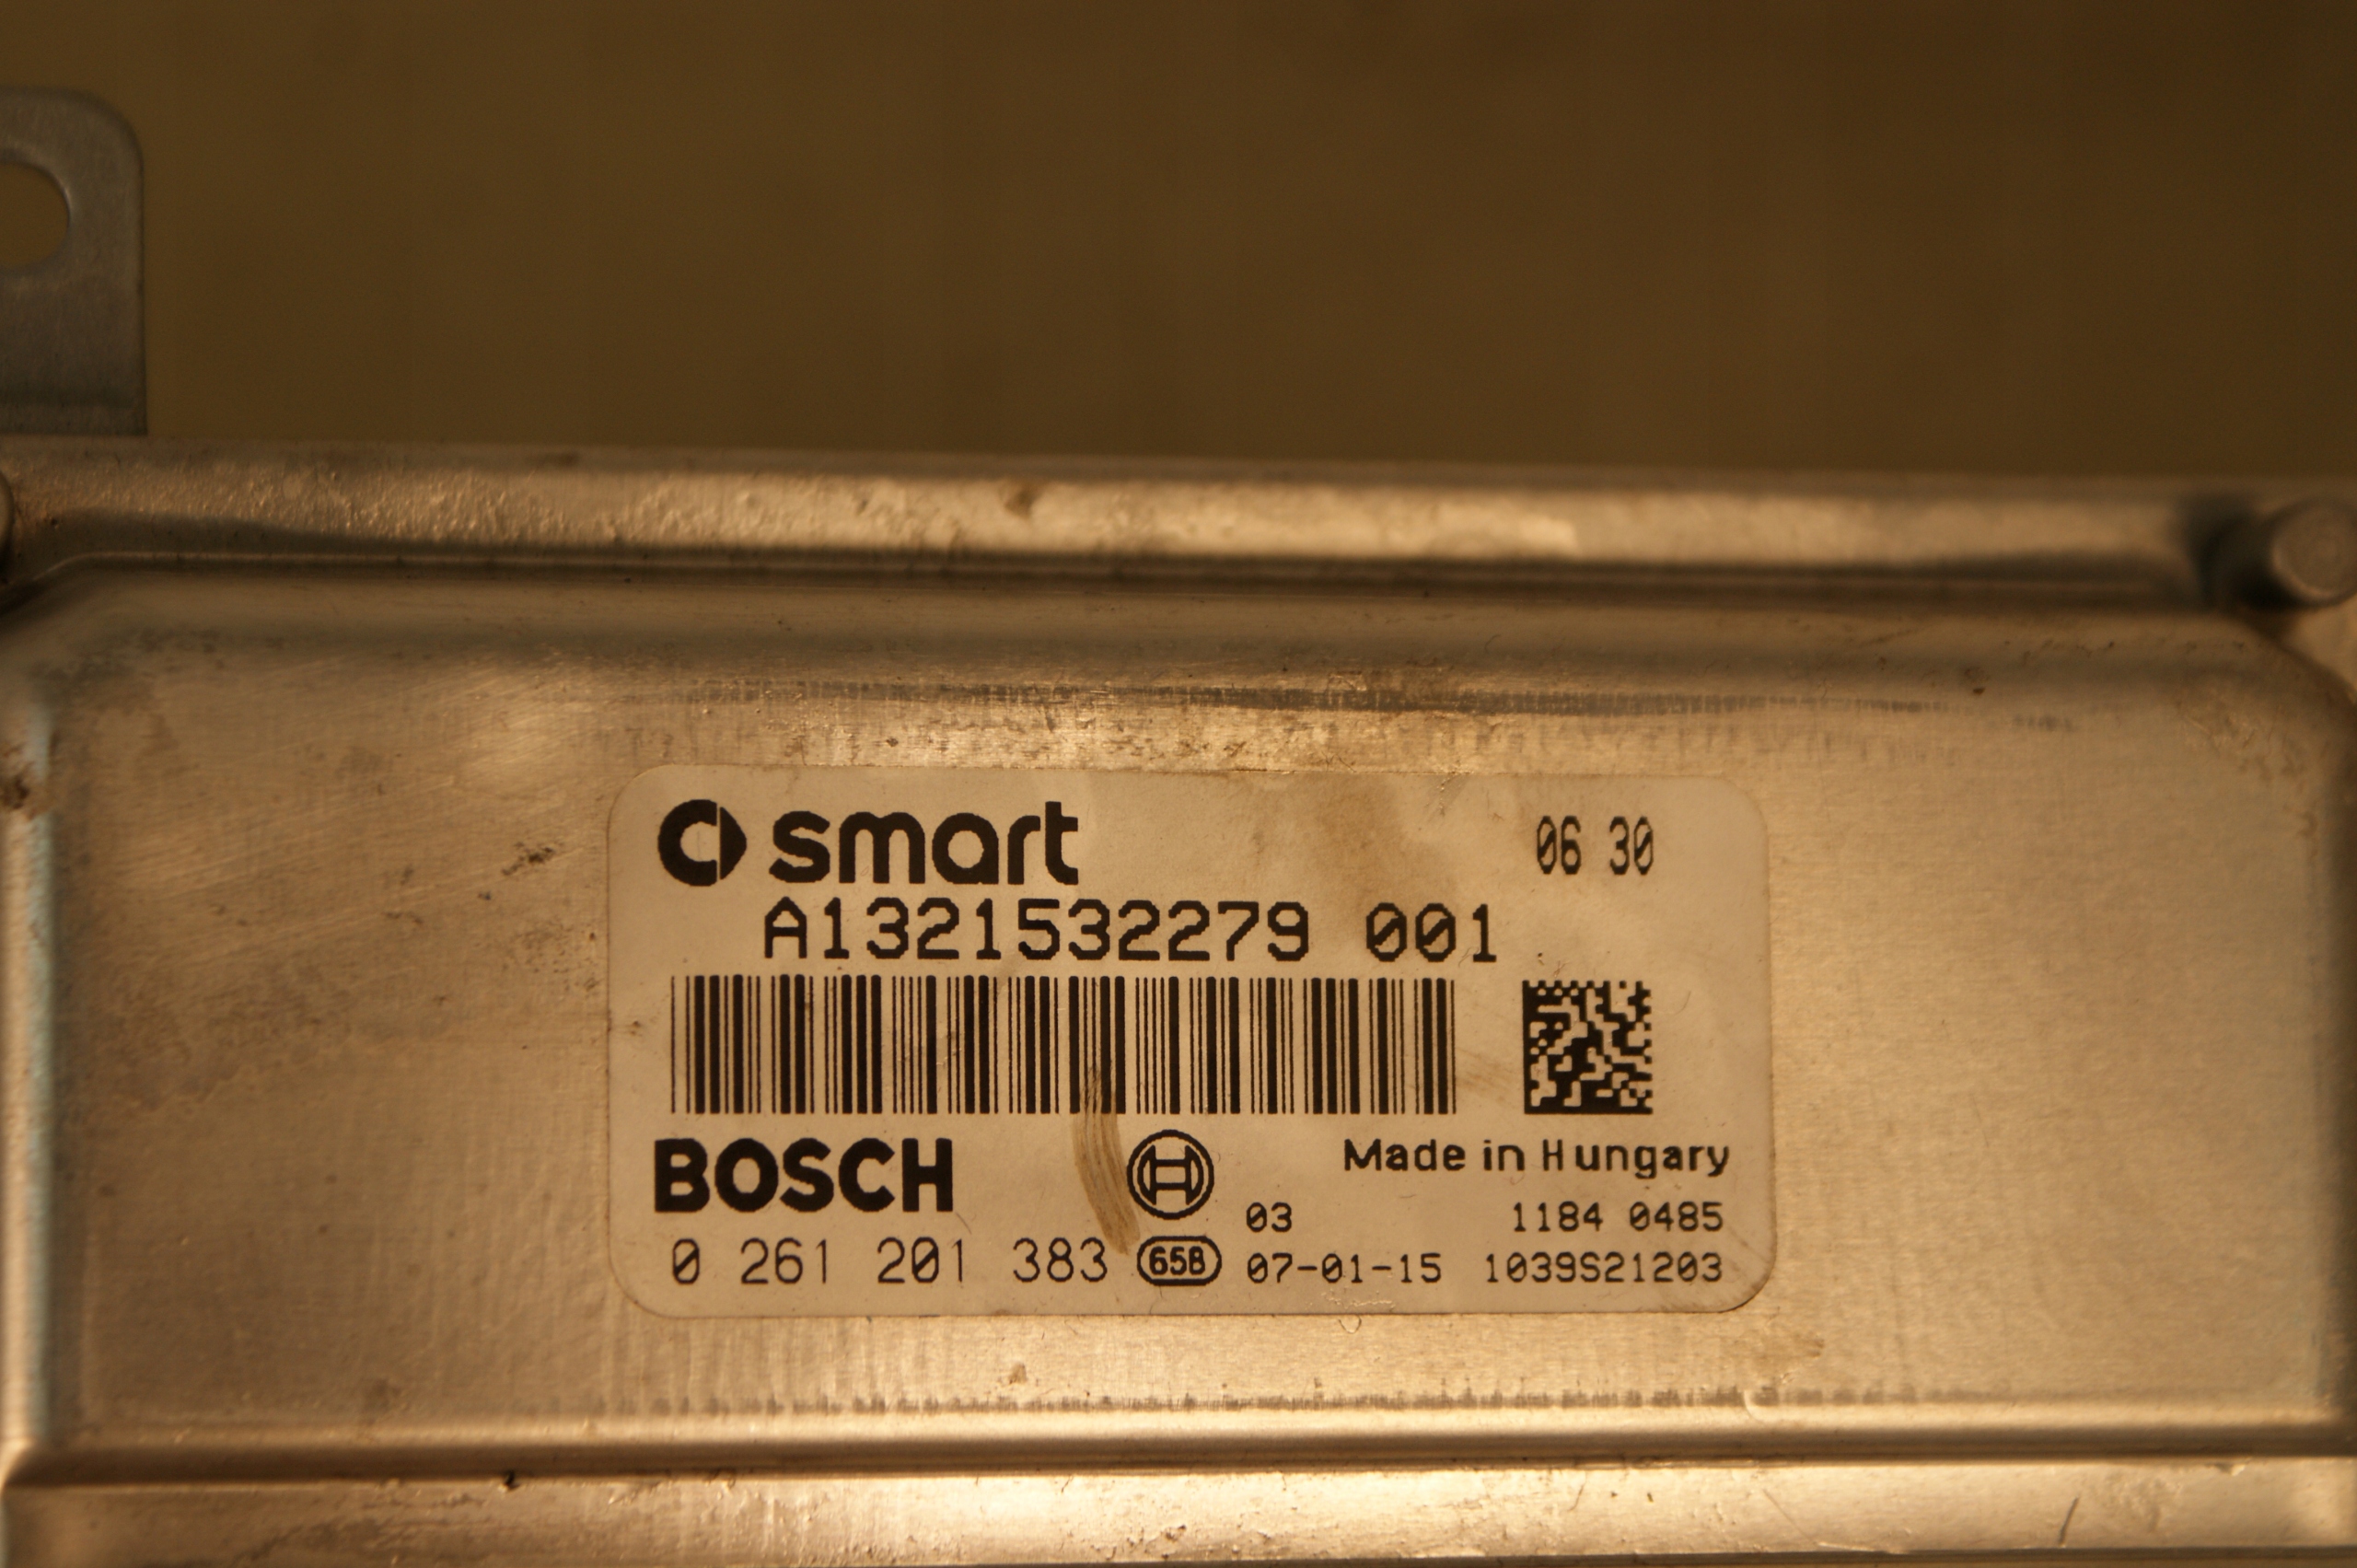 smart 06 30
A1321532279 001
BOSCH Made in Hungary
03 1184 0485
0 261 201 383 65B 07-01-15 1039S21203